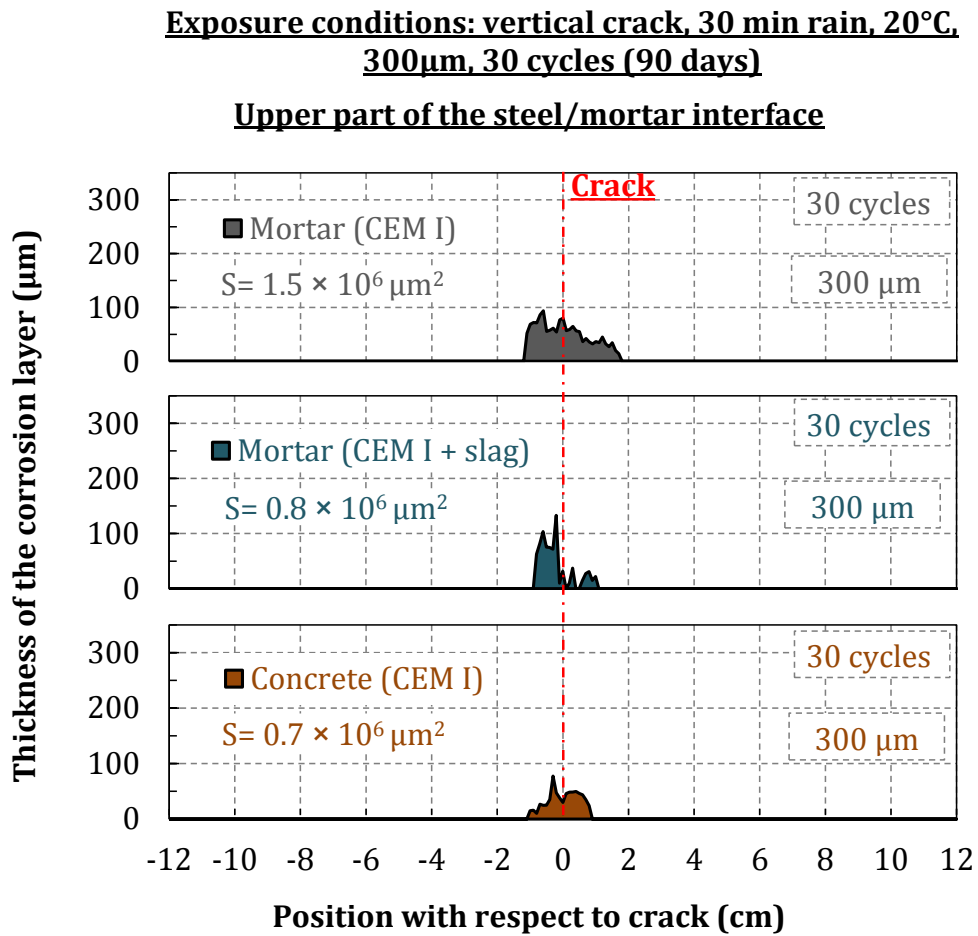 Exposure conditions: vertical crack, 30 min rain, 20°C,
300µm, 30 cycles (90 days)
Upper part of the steel/mortar interface
Thickness of the corrosion layer (µm)
Crack
300
200
100
0
Mortar (CEM I)
S= 1.5 × 10⁶ µm²
30 cycles
300 µm
300
200
100
0
Mortar (CEM I + slag)
S= 0.8 × 10⁶ µm²
30 cycles
300 µm
300
200
100
0
Concrete (CEM I)
S= 0.7 × 10⁶ µm²
30 cycles
300 µm
-12 -10 -8 -6 -4 -2 0 2 4 6 8 10 12
Position with respect to crack (cm)